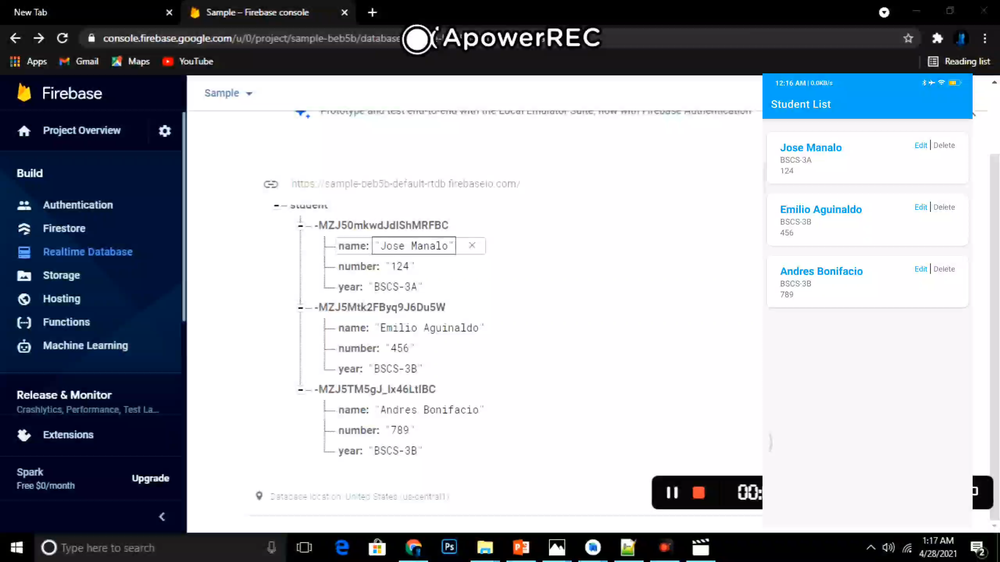 New Tab
Sample – Firebase console
console.firebase.google.com/u/0/project/sample-beb5b/database
ApowerREC
Apps
Gmail
Maps
YouTube
Reading list
Firebase
Project Overview
Build
Authentication
Firestore
Realtime Database
Storage
Hosting
Functions
Machine Learning
Release & Monitor
Crashlytics, Performance, Test La...
Extensions
Spark
Free $0/month
Upgrade
Sample
Prototype and test end-to-end with the Local Emulator Suite, now with Firebase Authentication
https://sample-beb5b-default-rtdb.firebaseio.com/
student
-MZJ50mkwdJdIShMRFBC
name: "Jose Manalo"
number: "124"
year: "BSCS-3A"
-MZJ5Mtk2FByq9J6Du5W
name: "Emilio Aguinaldo"
number: "456"
year: "BSCS-3B"
-MZJ5TM5gJ_Ix46LtIBC
name: "Andres Bonifacio"
number: "789"
year: "BSCS-3B"
Database location: United States (us-central1)
00:
12:16 AM | 0.0KB/s
Student List
Jose Manalo
Edit | Delete
BSCS-3A
124
Emilio Aguinaldo
Edit | Delete
BSCS-3B
456
Andres Bonifacio
Edit | Delete
BSCS-3B
789
Type here to search
Ps
1:17 AM
4/28/2021
2